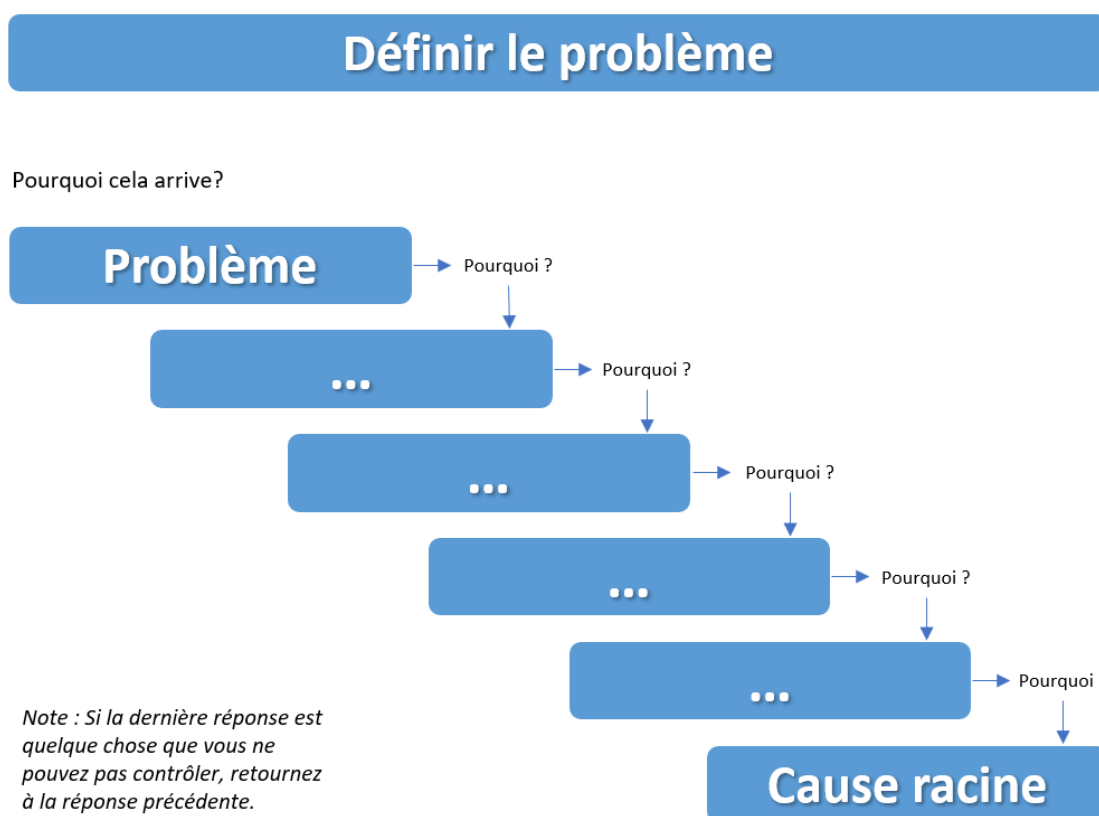 Définir le problème
Pourquoi cela arrive?
Problème
Pourquoi ?
...
Pourquoi ?
...
Pourquoi ?
...
Pourquoi ?
...
Pourquoi
Cause racine
Note : Si la dernière réponse est
quelque chose que vous ne
pouvez pas contrôler, retournez
à la réponse précédente.